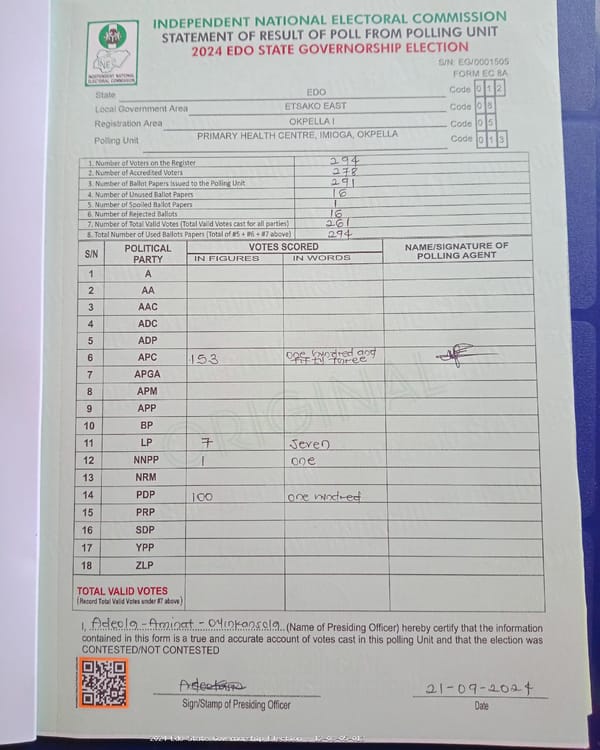 INDEPENDENT NATIONAL ELECTORAL COMMISSION
STATEMENT OF RESULT OF POLL FROM POLLING UNIT
2024 EDO STATE GOVERNORSHIP ELECTION
INEC
INDEPENDENT NATIONAL
ELECTORAL COMMISSION
S/N: EG/0001505
FORM EC 8A
State EDO Code 0 1 2
Local Government Area ETSAKO EAST Code 0 8
Registration Area OKPELLA I Code 0 5
Polling Unit PRIMARY HEALTH CENTRE, IMIOGA, OKPELLA Code 0 1 3
1. Number of Voters on the Register 294
2. Number of Accredited Voters 278
3. Number of Ballot Papers Issued to the Polling Unit 291
4. Number of Unused Ballot Papers 16
5. Number of Spoiled Ballot Papers 1
6. Number of Rejected Ballots 16
7. Number of Total Valid Votes (Total Valid Votes cast for all parties) 261
8. Total Number of Used Ballots Papers (Total of #5 + #6 + #7 above) 294
S/N POLITICAL PARTY VOTES SCORED NAME/SIGNATURE OF POLLING AGENT
IN FIGURES IN WORDS
1 A
2 AA
3 AAC
4 ADC
5 ADP
6 APC 153 one hundred and fifty three
7 APGA
8 APM
9 APP
10 BP
11 LP 7 Seven
12 NNPP 1 one
13 NRM
14 PDP 100 one hundred
15 PRP
16 SDP
17 YPP
18 ZLP
ORIGINAL
TOTAL VALID VOTES
(Record Total Valid Votes under #7 above)
I, Adeola-Aminat-Oyinkansola (Name of Presiding Officer) hereby certify that the information
contained in this form is a true and accurate account of votes cast in this polling Unit and that the election was
CONTESTED/NOT CONTESTED
21-09-2024
Sign/Stamp of Presiding Officer Date